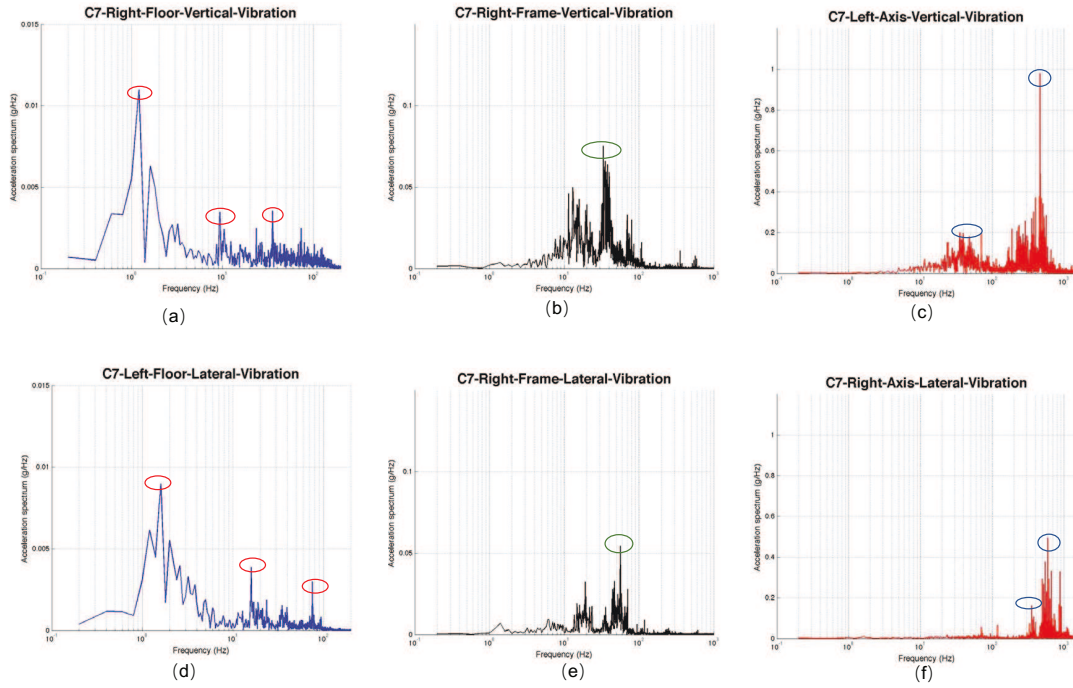 C7-Right-Floor-Vertical-Vibration
0.015
0.01
0.005
0
Acceleration spectrum (g/Hz)
Frequency (Hz)
(a)
C7-Right-Frame-Vertical-Vibration
0.1
0.05
0
Acceleration spectrum (g/Hz)
Frequency (Hz)
(b)
C7-Left-Axis-Vertical-Vibration
1
0.8
0.6
0.4
0.2
0
Acceleration spectrum (g/Hz)
Frequency (Hz)
(c)
C7-Left-Floor-Lateral-Vibration
0.015
0.01
0.005
0
Acceleration spectrum (g/Hz)
Frequency (Hz)
(d)
C7-Right-Frame-Lateral-Vibration
0.1
0.05
0
Acceleration spectrum (g/Hz)
Frequency (Hz)
(e)
C7-Right-Axis-Lateral-Vibration
1
0.8
0.6
0.4
0.2
0
Acceleration spectrum (g/Hz)
Frequency (Hz)
(f)